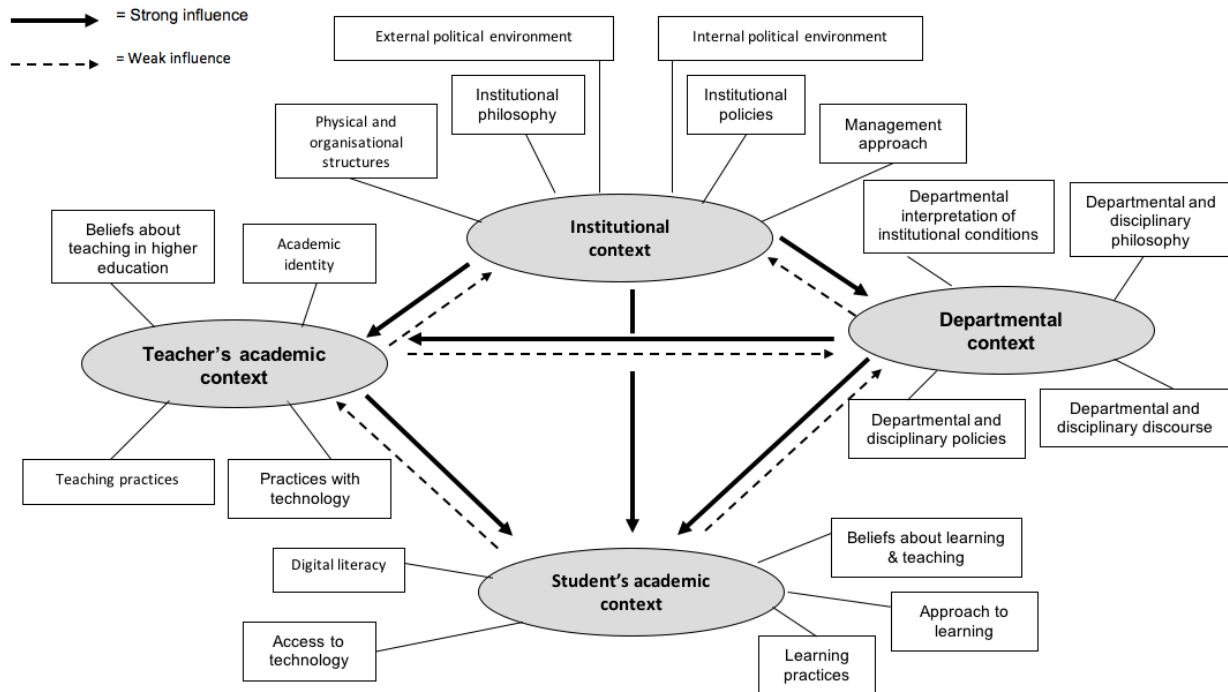 = Strong influence
= Weak influence
External political environment
Internal political environment
Institutional
philosophy
Institutional
policies
Physical and
organisational
structures
Management
approach
Beliefs about
teaching in higher
education
Academic
identity
Institutional
context
Departmental
interpretation of
institutional conditions
Departmental and
disciplinary
philosophy
Teacher's academic
context
Departmental
context
Teaching practices
Practices with
technology
Departmental and
disciplinary policies
Departmental and
disciplinary discourse
Digital literacy
Student's academic
context
Beliefs about learning
& teaching
Access to
technology
Approach to
learning
Learning
practices